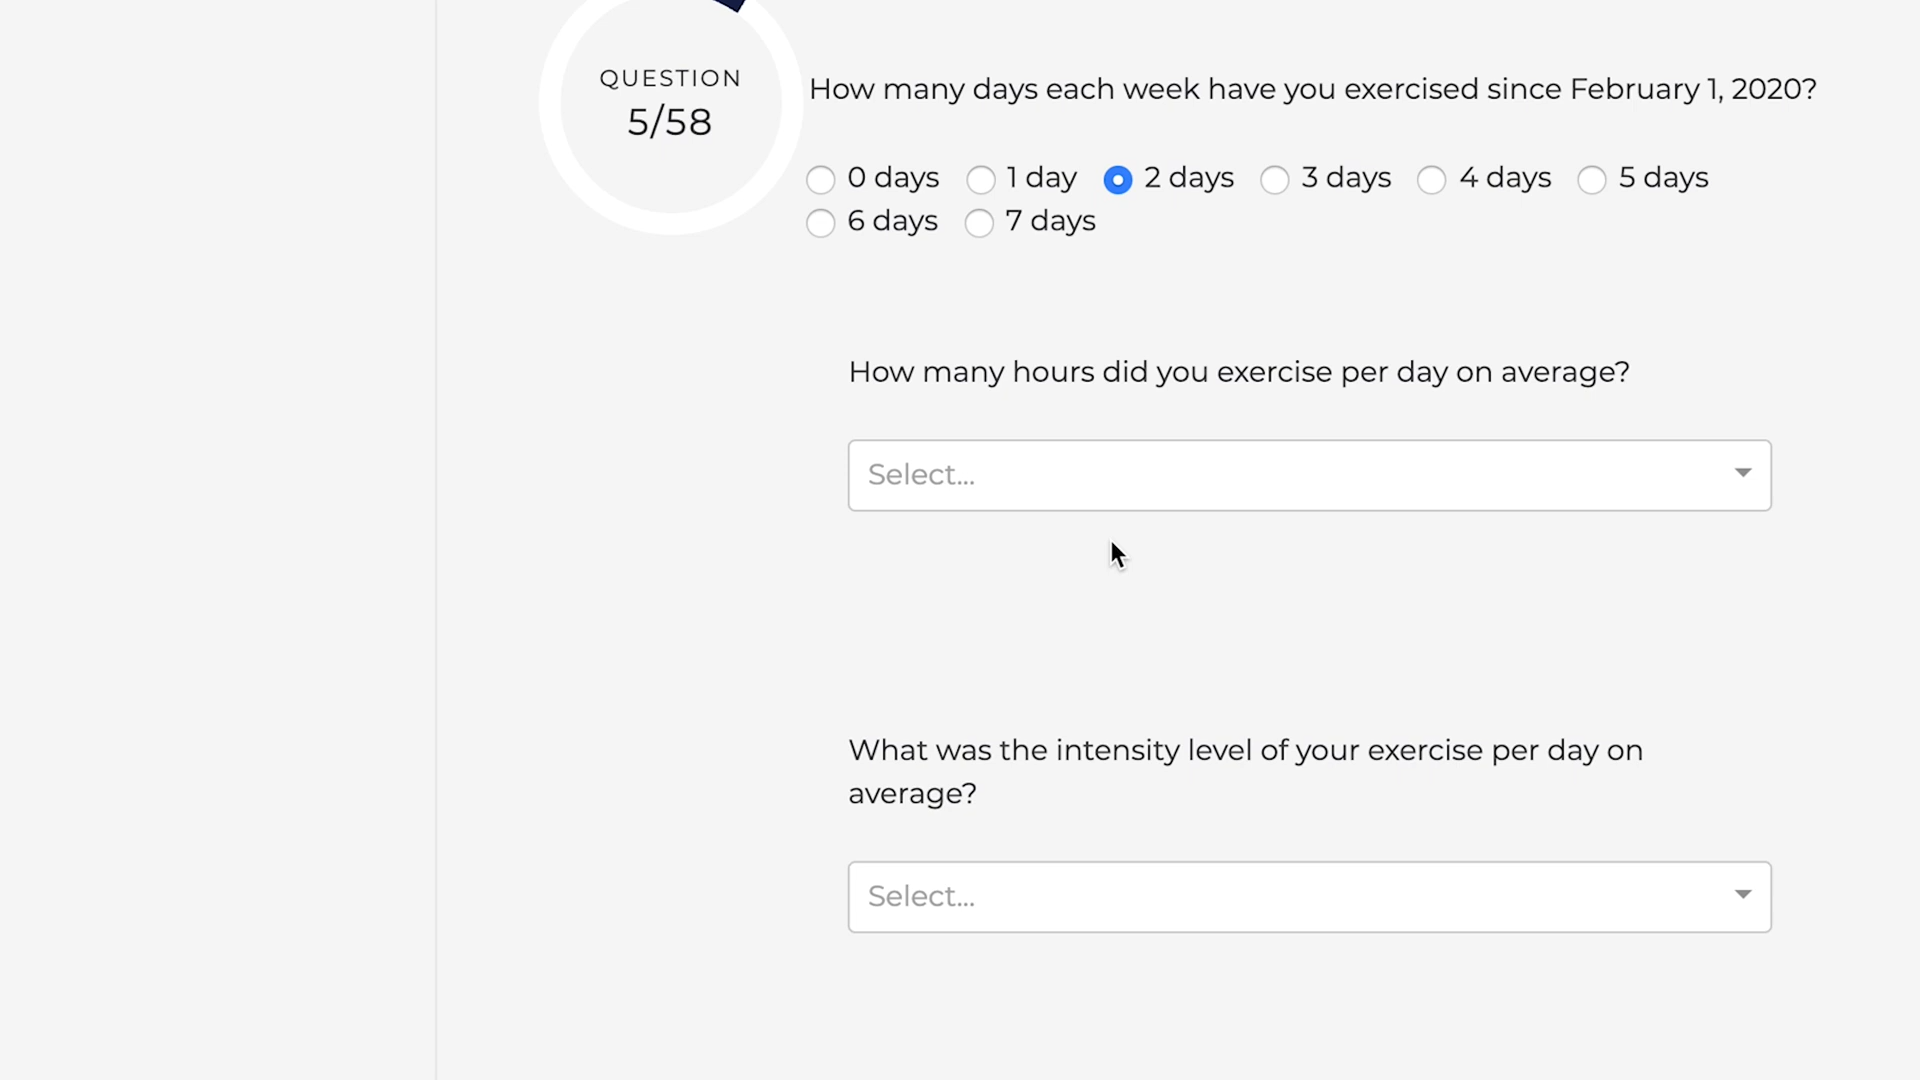 QUESTION
5/58
How many days each week have you exercised since February 1, 2020?
0 days 1 day 2 days 3 days 4 days 5 days
6 days 7 days
How many hours did you exercise per day on average?
Select...
What was the intensity level of your exercise per day on
average?
Select...